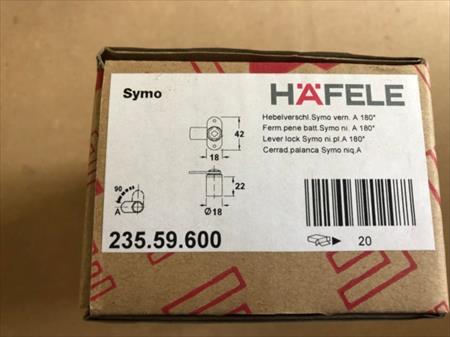 Symo
HÄFELE
Hebelverschl.Symo vern. A 180°
Ferm.pene batt.Symo ni. A 180°
Lever lock Symo ni.pl.A 180°
Cerrad.palanca Symo niq.A
42
18
22
90
A
Ø18
235.59.600
20